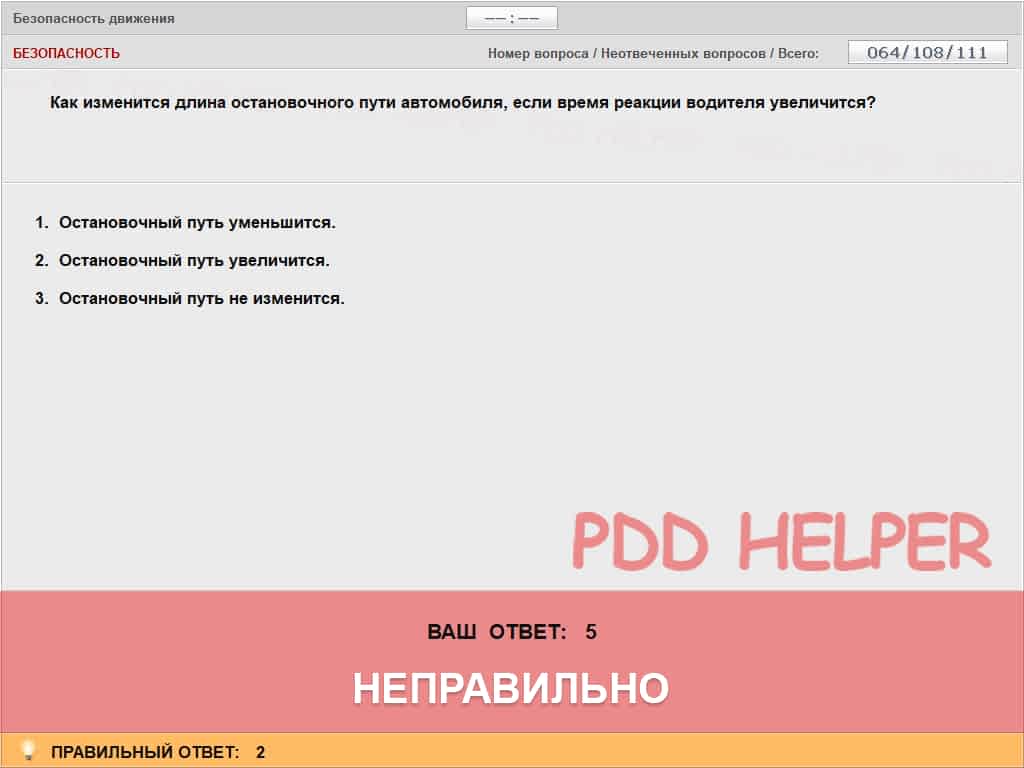 Безопасность движения
—— : ——
БЕЗОПАСНОСТЬ
Номер вопроса / Неотвеченных вопросов / Всего:
064/108/111
Как изменится длина остановочного пути автомобиля, если время реакции водителя увеличится?
1. Остановочный путь уменьшится.
2. Остановочный путь увеличится.
3. Остановочный путь не изменится.
PDD HELPER
ВАШ ОТВЕТ: 5
НЕПРАВИЛЬНО
ПРАВИЛЬНЫЙ ОТВЕТ: 2